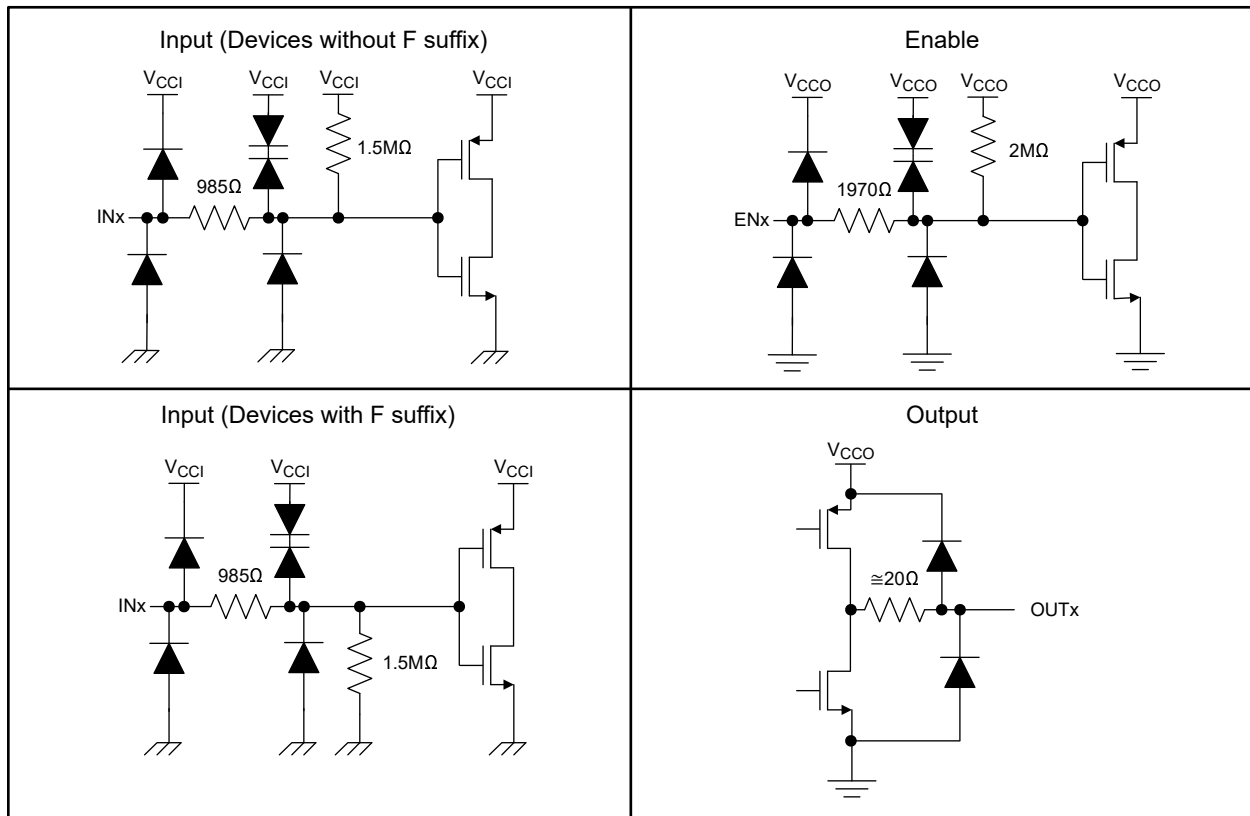 Input (Devices without F suffix)
VCCI VCCI VCCI VCCI
1.5MΩ
985Ω
INx
Enable
VCCO VCCO VCCO VCCO
2MΩ
1970Ω
ENx
Input (Devices with F suffix)
VCCI VCCI VCCI
985Ω
INx
1.5MΩ
Output
VCCO
≅20Ω
OUTx